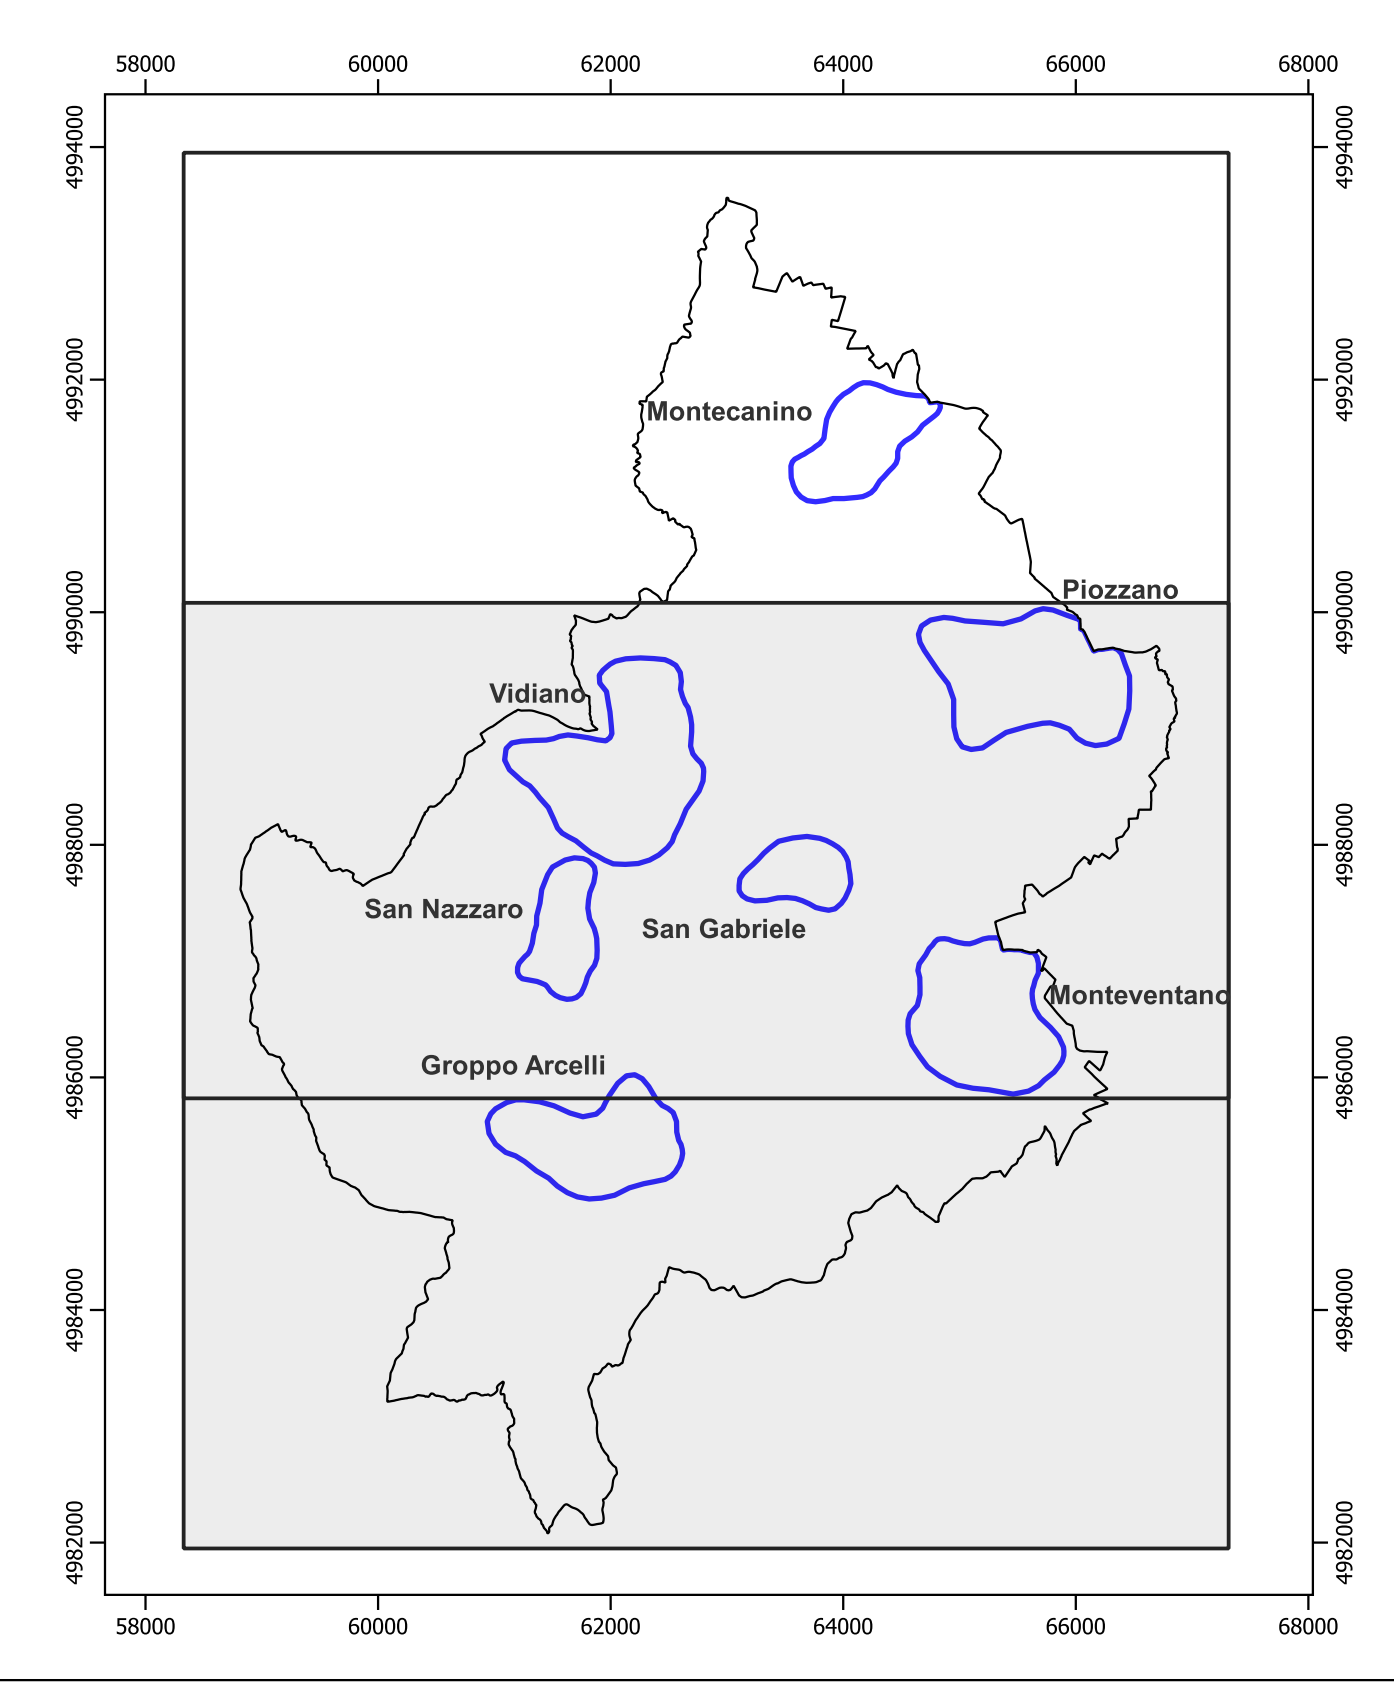 58000 60000 62000 64000 66000 68000
4994000 4994000
4992000 4992000
Montecanino
Piozzano
4990000 4990000
Vidiano
4988000 4988000
San Nazzaro
San Gabriele
Monteventano
Groppo Arcelli
4986000 4986000
4984000 4984000
4982000 4982000
58000 60000 62000 64000 66000 68000